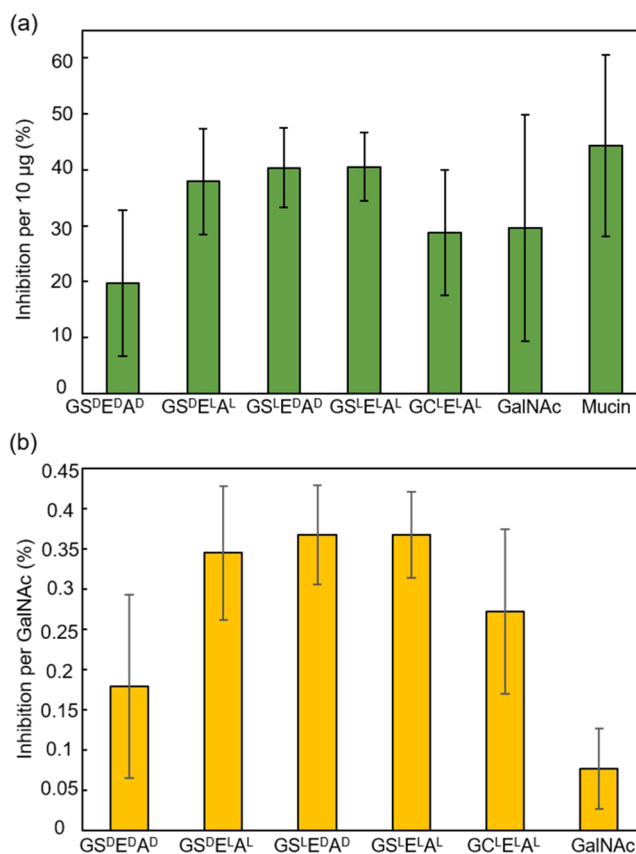 (a)
Inhibition per 10 µg (%)
60
50
40
30
20
10
0
GSᴰEᴰAᴰ GSᴰEᴸAᴸ GSᴸEᴰAᴰ GSᴸEᴸAᴸ GCᴸEᴸAᴸ GalNAc Mucin
(b)
Inhibition per GalNAc (%)
0.45
0.4
0.35
0.3
0.25
0.2
0.15
0.1
0.05
0
GSᴰEᴰAᴰ GSᴰEᴸAᴸ GSᴸEᴰAᴰ GSᴸEᴸAᴸ GCᴸEᴸAᴸ GalNAc